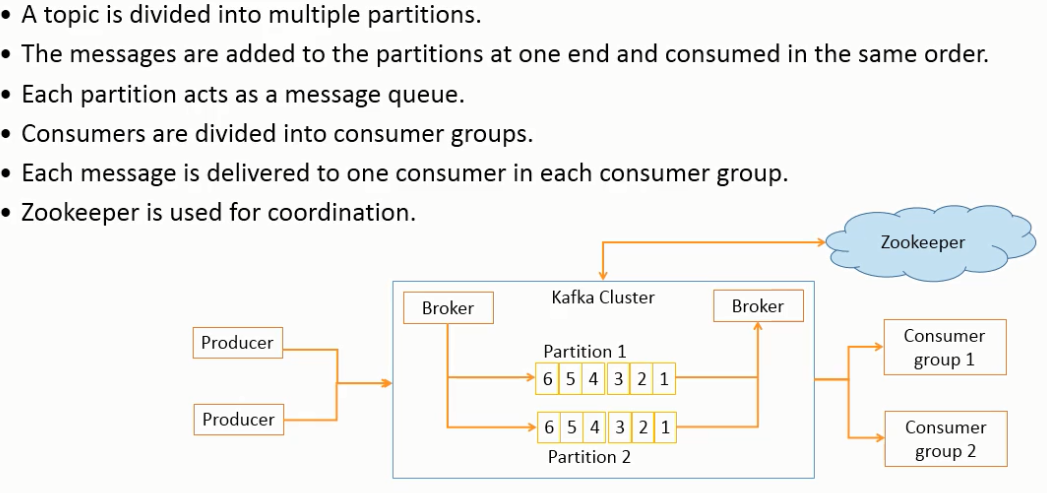 • A topic is divided into multiple partitions.
• The messages are added to the partitions at one end and consumed in the same order.
• Each partition acts as a message queue.
• Consumers are divided into consumer groups.
• Each message is delivered to one consumer in each consumer group.
• Zookeeper is used for coordination.
Zookeeper
Kafka Cluster
Broker
Broker
Producer
Partition 1
6 5 4 3 2 1
Consumer
group 1
Producer
6 5 4 3 2 1
Partition 2
Consumer
group 2